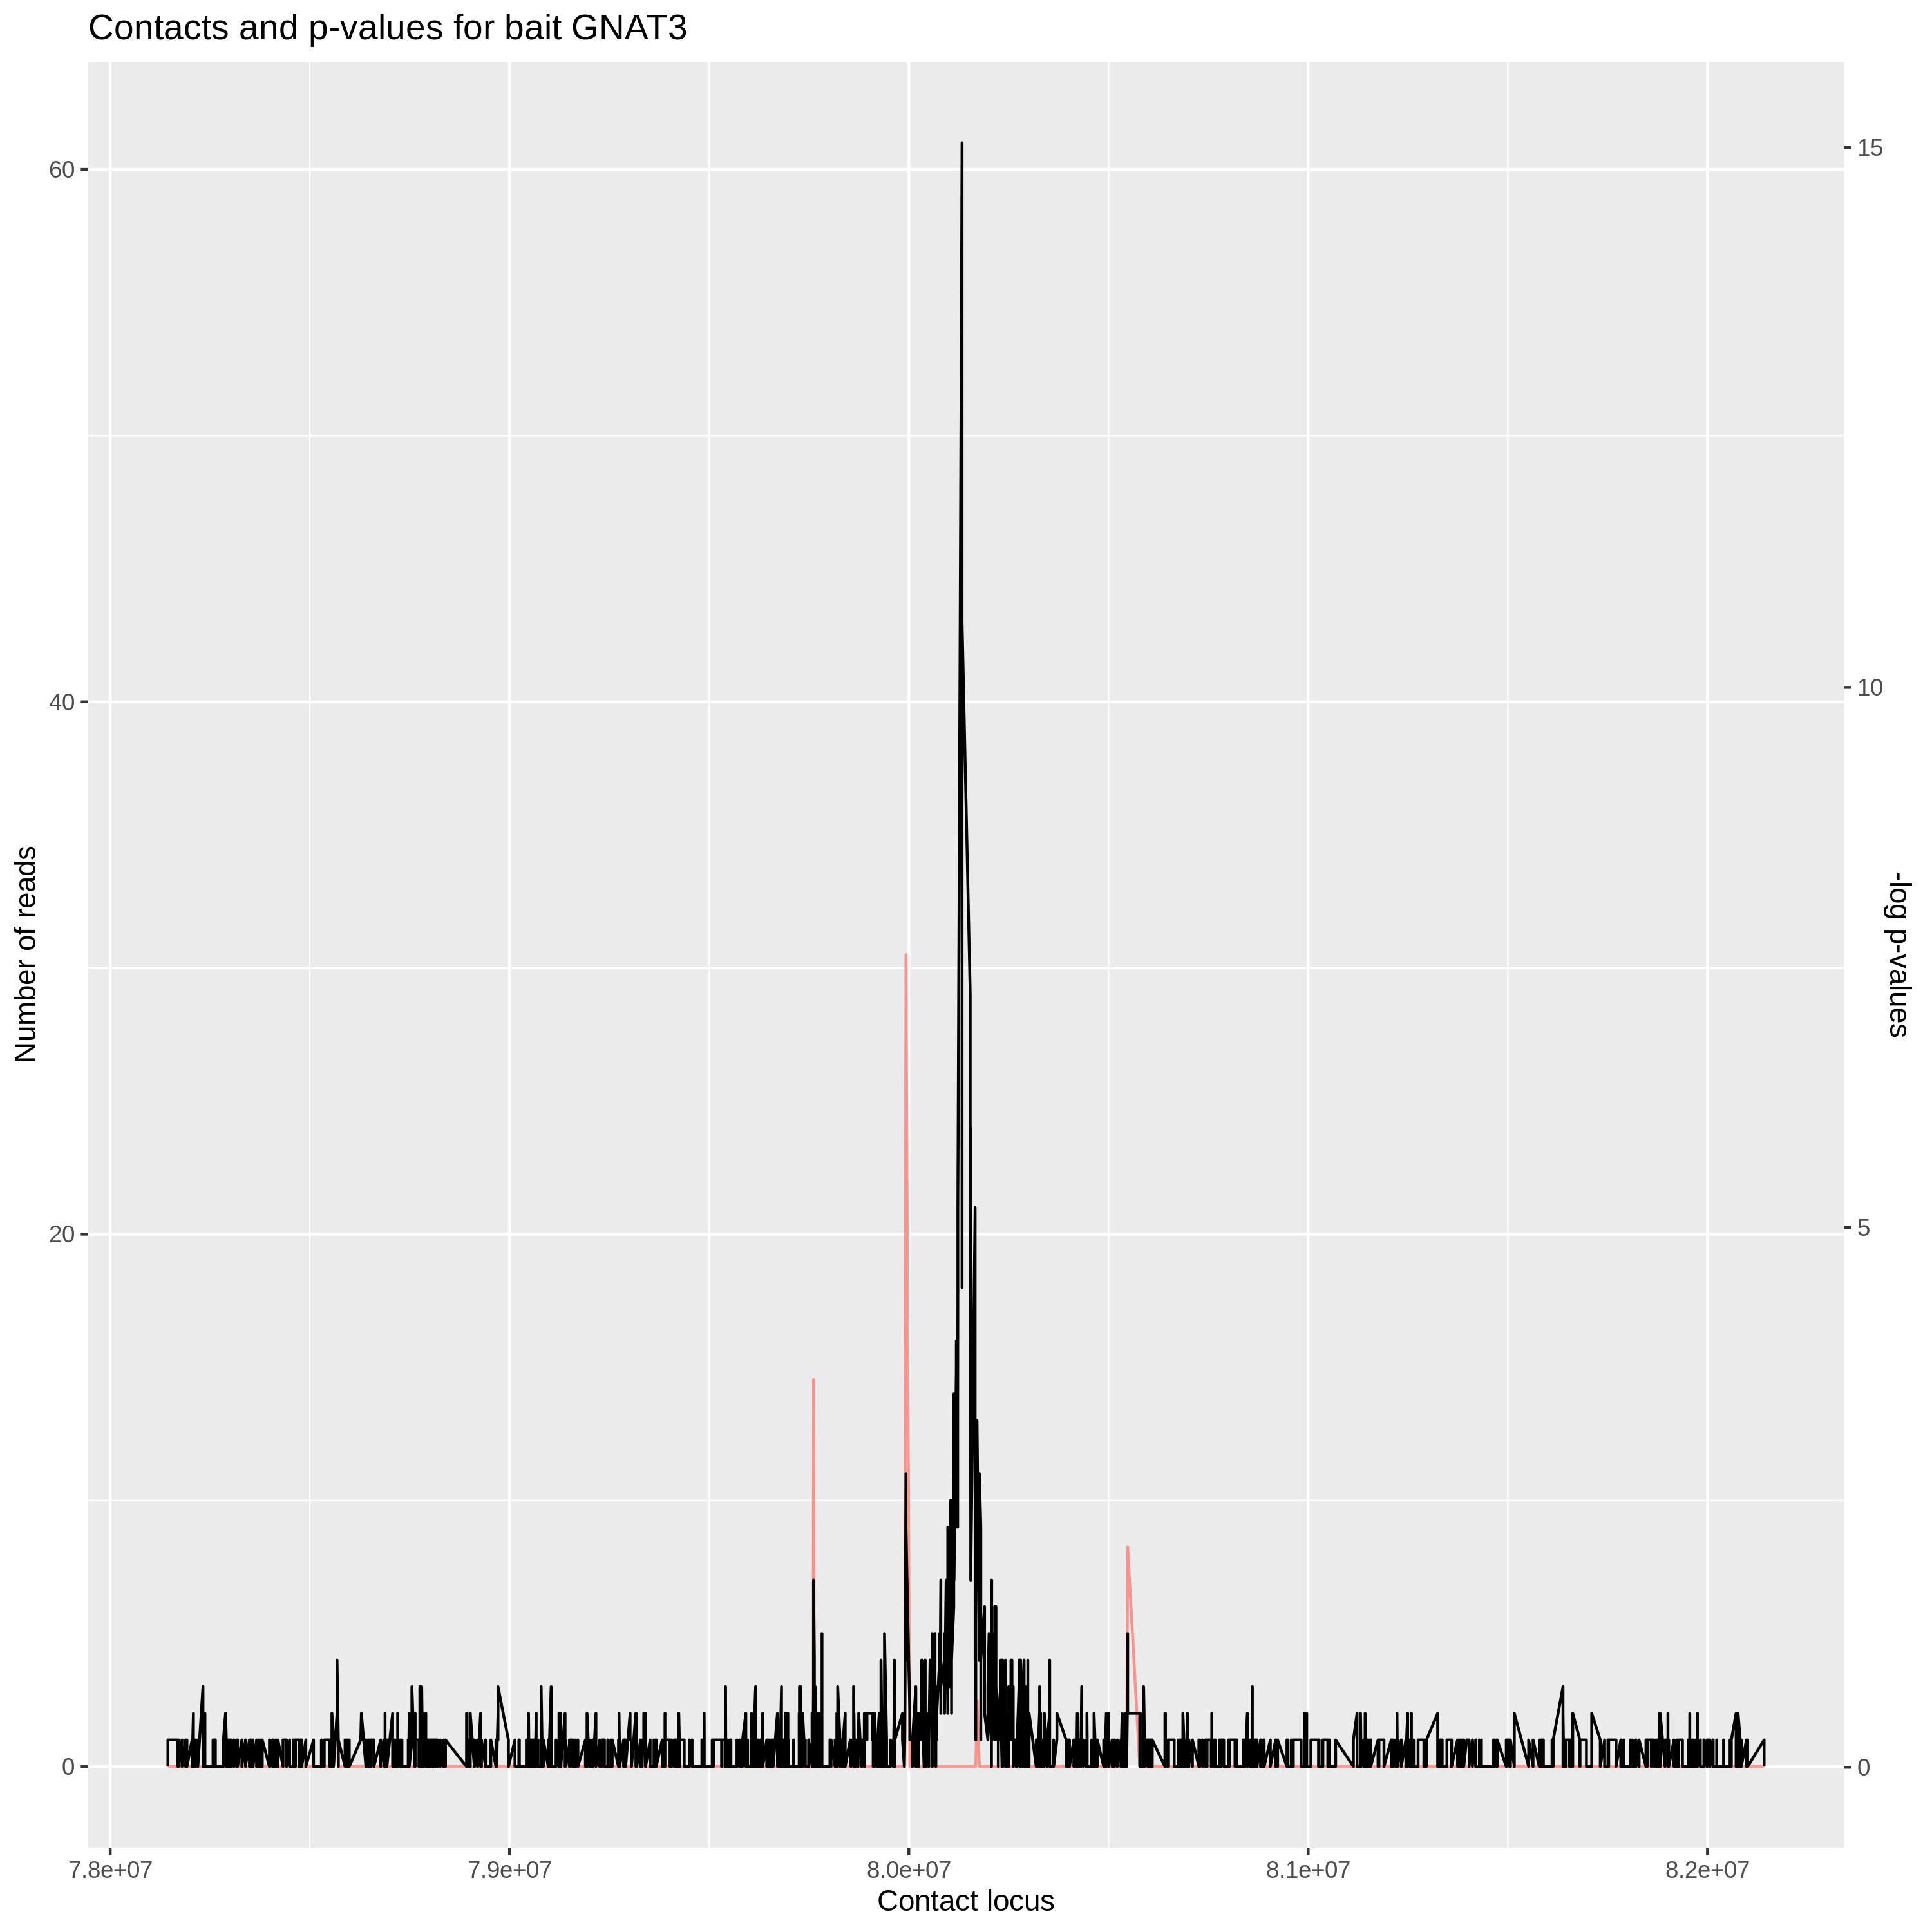 Contacts and p-values for bait GNAT3
60
40
20
0
15
10
5
0
Number of reads
-log p-values
7.8e+07 7.9e+07 8.0e+07 8.1e+07 8.2e+07
Contact locus